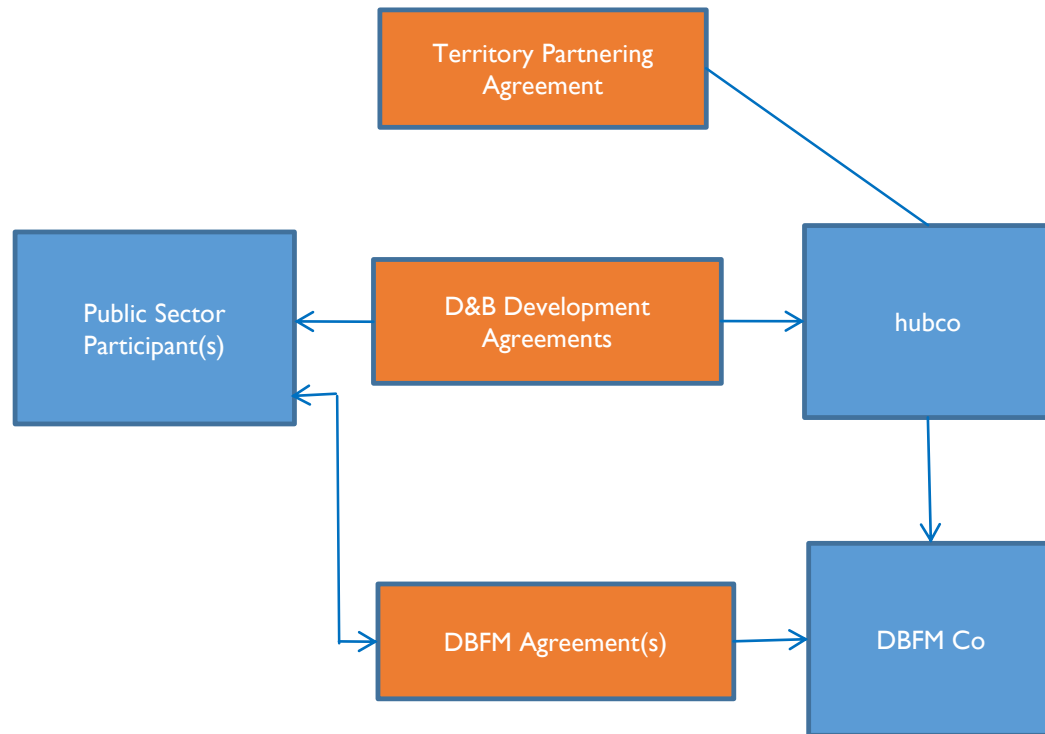 Territory Partnering
Agreement
Public Sector
Participant(s)
D&B Development
Agreements
hubco
DBFM Agreement(s)
DBFM Co